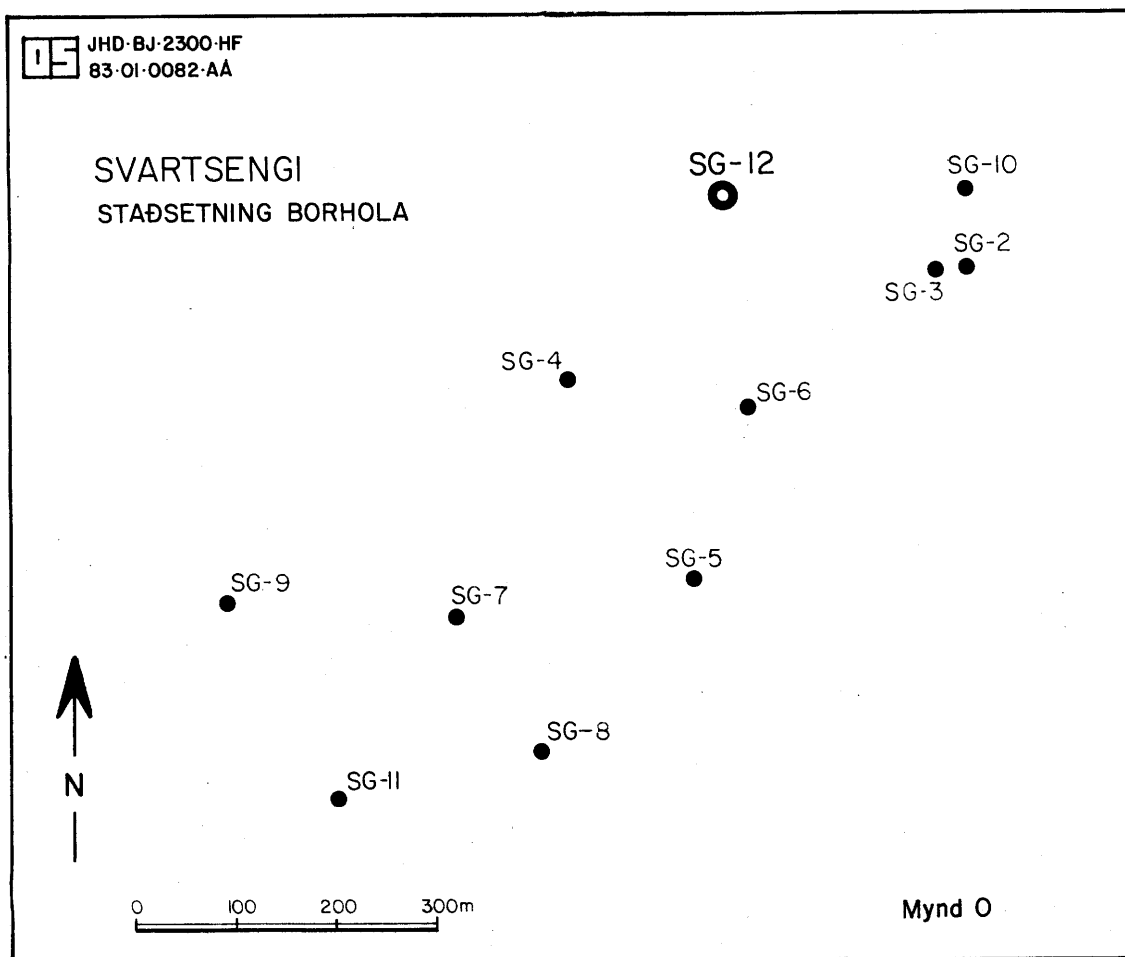 JHD·BJ·2300·HF
83·01·0082·AÁ
SVARTSENGI
STAÐSETNING BORHOLA
SG-12
SG-10
SG-2
SG-3
SG-4
SG-6
SG-5
SG-9
SG-7
SG-8
SG-11
N
0 100 200 300m
Mynd 0